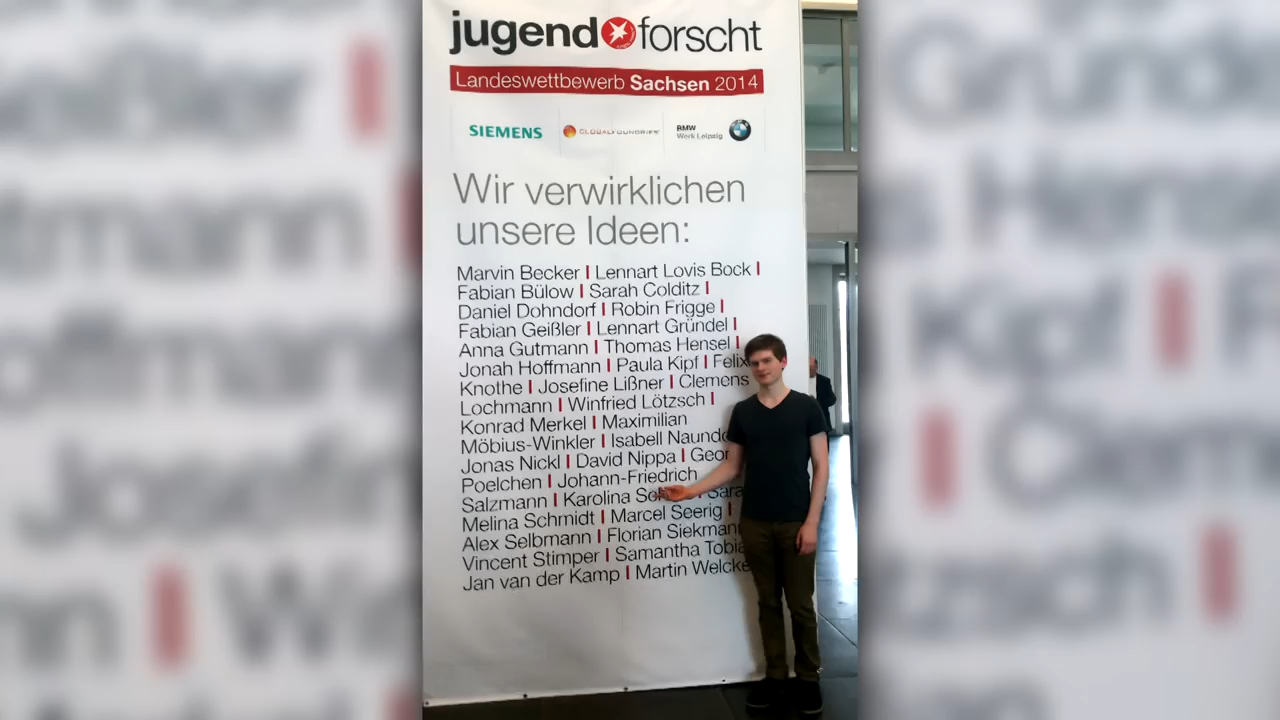 jugend forscht
Landeswettbewerb Sachsen 2014
SIEMENS GLOBALFOUNDRIES BMW
Werk Leipzig
Wir verwirklichen
unsere Ideen:
Marvin Becker | Lennart Lovis Bock |
Fabian Bülow | Sarah Colditz |
Daniel Dohndorf | Robin Frigge |
Fabian Geißler | Lennart Gründel |
Anna Gutmann | Thomas Hensel |
Jonah Hoffmann | Paula Kipf | Felix
Knothe | Josefine Lißner | Clemens
Lochmann | Winfried Lötzsch |
Konrad Merkel | Maximilian
Möbius-Winkler | Isabell Naundo
Jonas Nickl | David Nippa | Geor
Poelchen | Johann-Friedrich
Salzmann | Karolina Sara
Melina Schmidt | Marcel Seerig |
Alex Selbmann | Florian Siekman
Vincent Stimper | Samantha Tobia
Jan van der Kamp | Martin Welcke